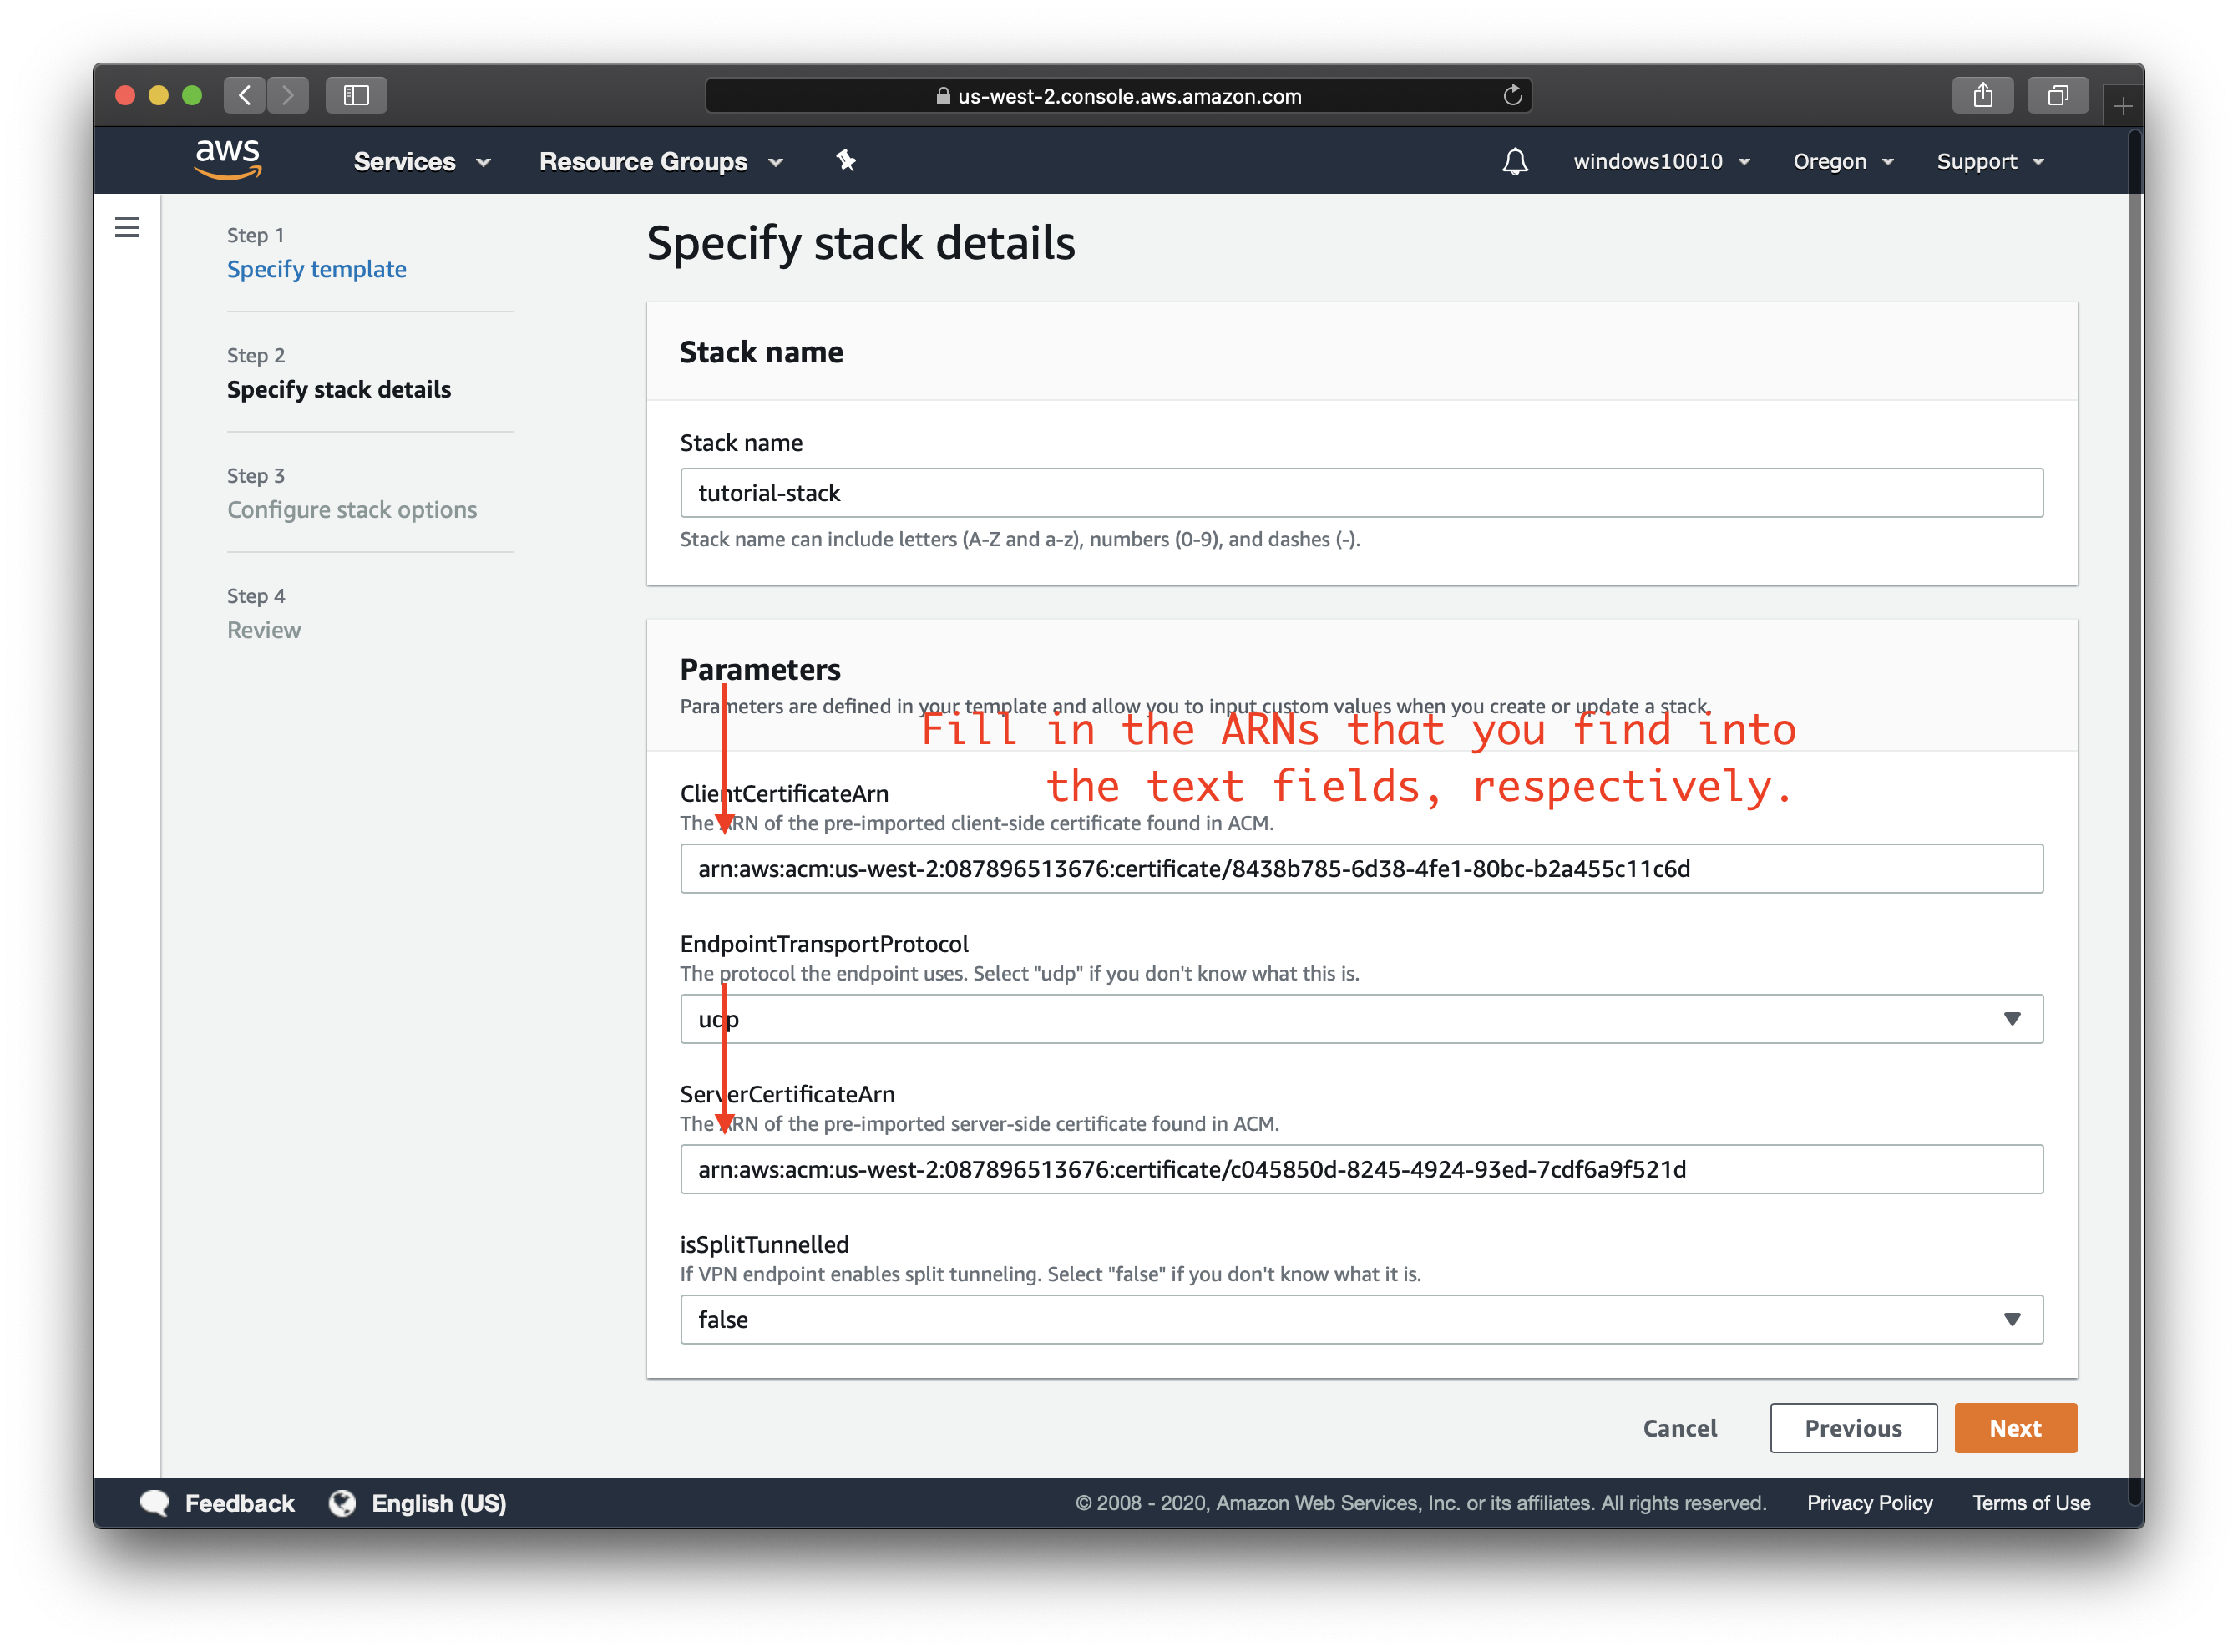 us-west-2.console.aws.amazon.com
aws Services Resource Groups windows10010 Oregon Support
Step 1
Specify template
Step 2
Specify stack details
Step 3
Configure stack options
Step 4
Review
Specify stack details
Stack name
Stack name
tutorial-stack
Stack name can include letters (A-Z and a-z), numbers (0-9), and dashes (-).
Parameters
Parameters are defined in your template and allow you to input custom values when you create or update a stack.
Fill in the ARNs that you find into
the text fields, respectively.
ClientCertificateArn
The ARN of the pre-imported client-side certificate found in ACM.
arn:aws:acm:us-west-2:087896513676:certificate/8438b785-6d38-4fe1-80bc-b2a455c11c6d
EndpointTransportProtocol
The protocol the endpoint uses. Select "udp" if you don't know what this is.
udp
ServerCertificateArn
The ARN of the pre-imported server-side certificate found in ACM.
arn:aws:acm:us-west-2:087896513676:certificate/c045850d-8245-4924-93ed-7cdf6a9f521d
isSplitTunnelled
If VPN endpoint enables split tunneling. Select "false" if you don't know what it is.
false
Cancel Previous Next
Feedback English (US) © 2008 - 2020, Amazon Web Services, Inc. or its affiliates. All rights reserved. Privacy Policy Terms of Use